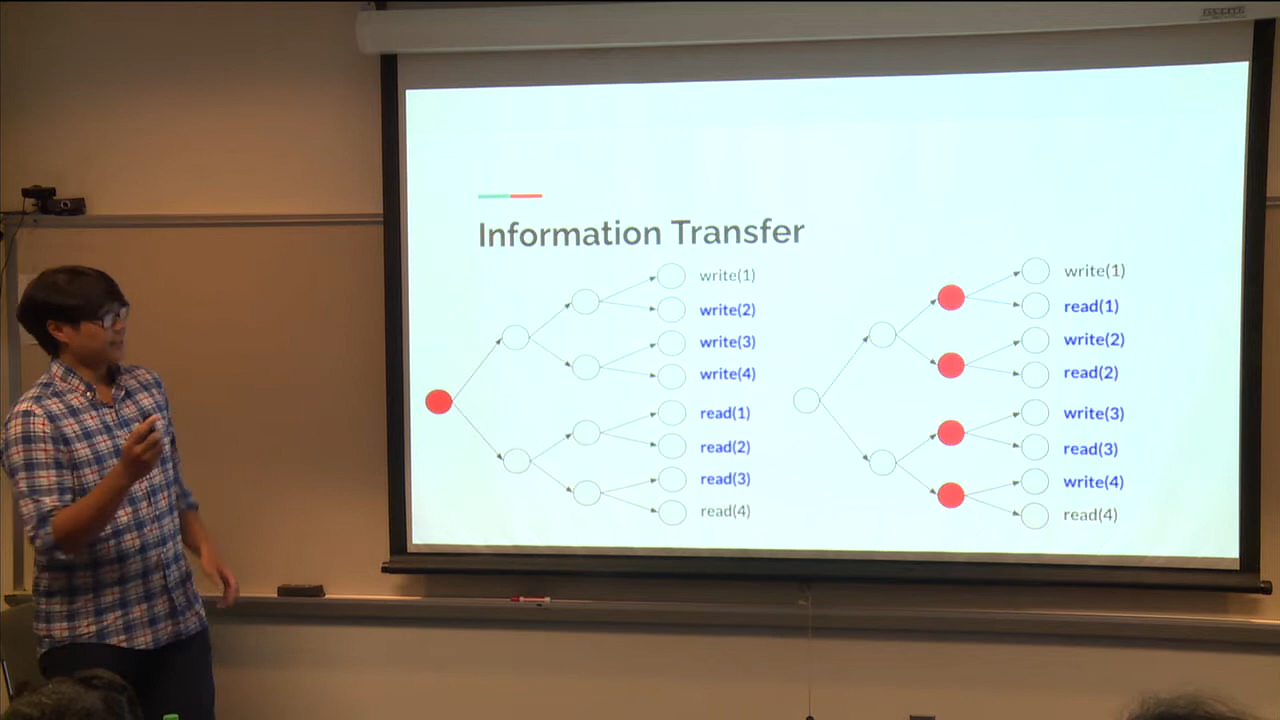 Information Transfer
write(1)
write(2)
write(3)
write(4)
read(1)
read(2)
read(3)
read(4)
write(1)
read(1)
write(2)
read(2)
write(3)
read(3)
write(4)
read(4)